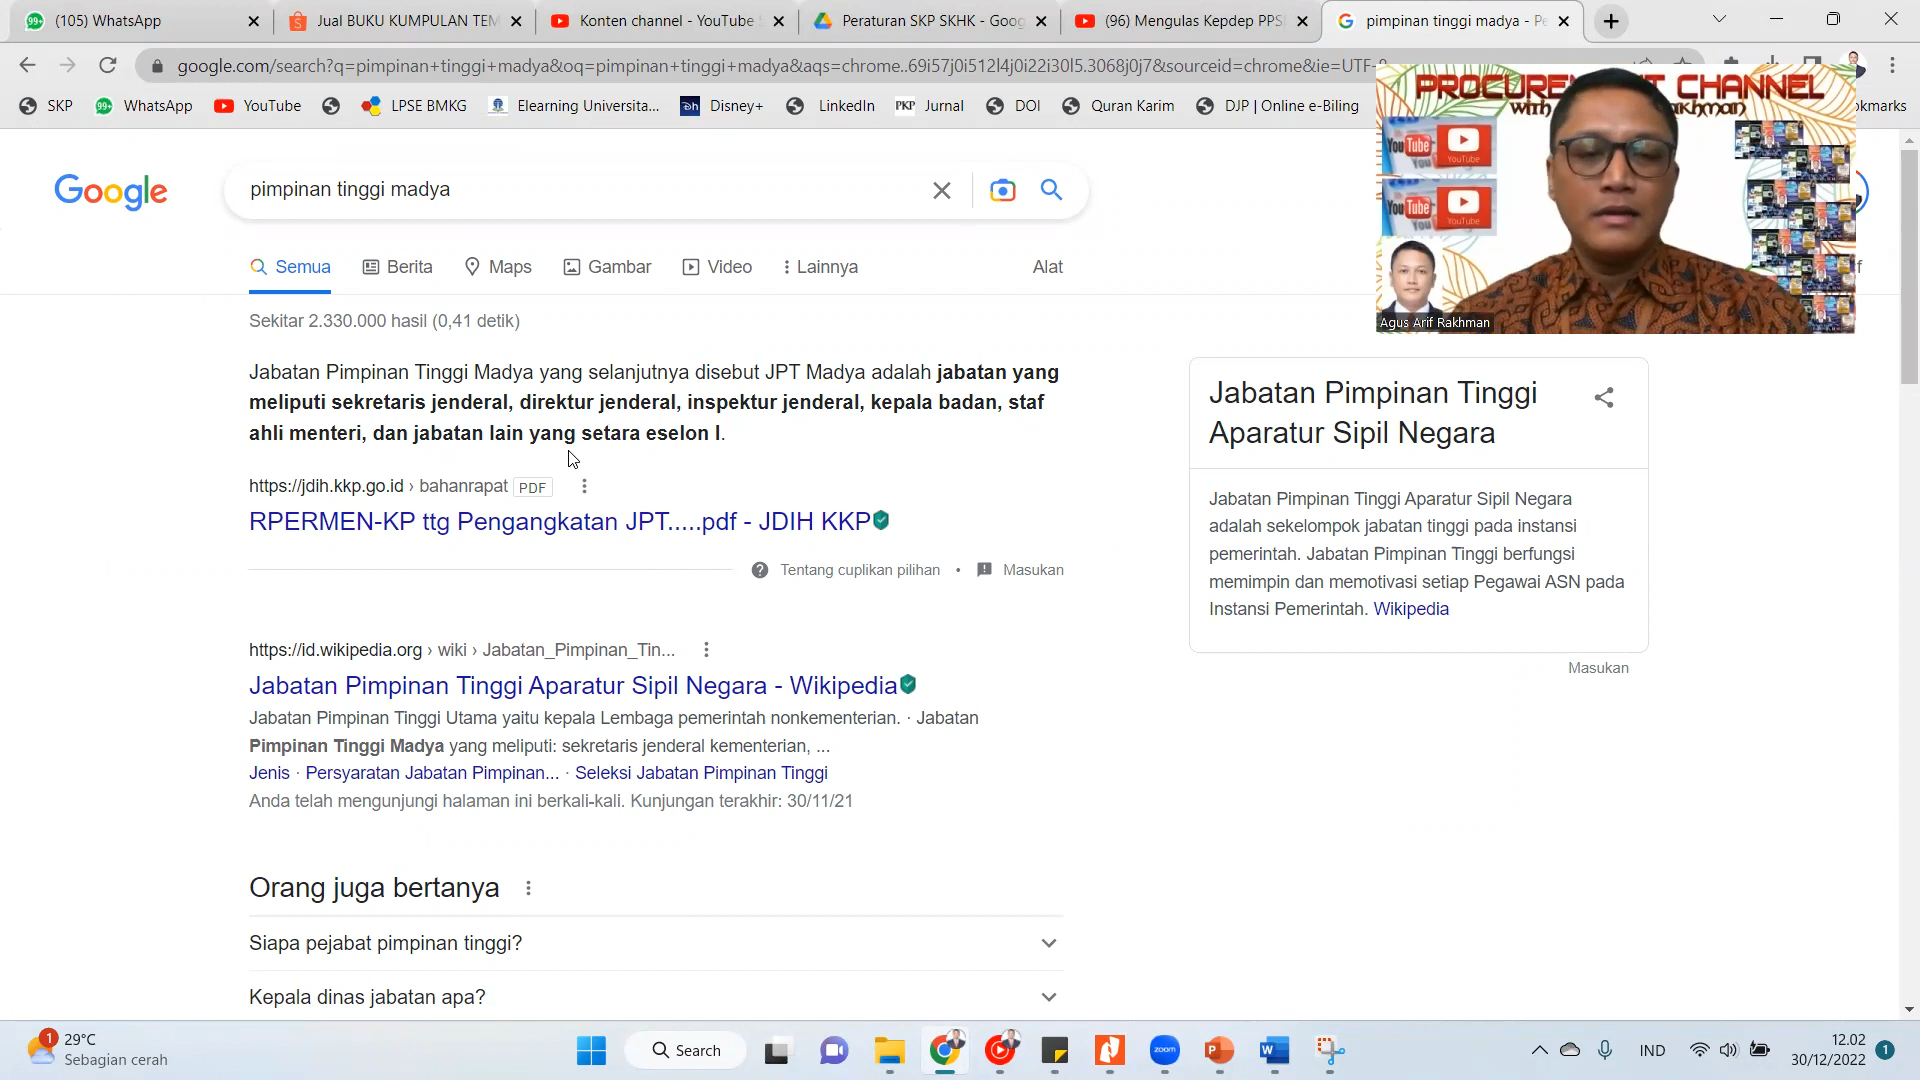 (105) WhatsApp
Jual BUKU KUMPULAN TEM
Konten channel - YouTube S
Peraturan SKP SKHK - Goog
(96) Mengulas Kepdep PPSI
pimpinan tinggi madya - Pe
google.com/search?q=pimpinan+tinggi+madya&oq=pimpinan+tinggi+madya&aqs=chrome..69i57j0i512l4j0i22i30l5.3068j0j7&sourceid=chrome&ie=UTF-8
SKP
WhatsApp
YouTube
LPSE BMKG
Elearning Universita...
Disney+
LinkedIn
PKP Jurnal
DOI
Quran Karim
DJP | Online e-Biling
okmarks
PROCUREMENT CHANNEL
with
akhman
YouTube
YouTube
YouTube
YouTube
Agus Arif Rakhman
Google
pimpinan tinggi madya
Semua
Berita
Maps
Gambar
Video
Lainnya
Alat
Sekitar 2.330.000 hasil (0,41 detik)
Jabatan Pimpinan Tinggi Madya yang selanjutnya disebut JPT Madya adalah jabatan yang
meliputi sekretaris jenderal, direktur jenderal, inspektur jenderal, kepala badan, staf
ahli menteri, dan jabatan lain yang setara eselon I.
https://jdih.kkp.go.id › bahanrapat PDF
RPERMEN-KP ttg Pengangkatan JPT.....pdf - JDIH KKP
Tentang cuplikan pilihan • Masukan
https://id.wikipedia.org › wiki › Jabatan_Pimpinan_Tin...
Jabatan Pimpinan Tinggi Aparatur Sipil Negara - Wikipedia
Jabatan Pimpinan Tinggi Utama yaitu kepala Lembaga pemerintah nonkementerian. · Jabatan
Pimpinan Tinggi Madya yang meliputi: sekretaris jenderal kementerian, ...
Jenis · Persyaratan Jabatan Pimpinan... · Seleksi Jabatan Pimpinan Tinggi
Anda telah mengunjungi halaman ini berkali-kali. Kunjungan terakhir: 30/11/21
Orang juga bertanya
Siapa pejabat pimpinan tinggi?
Kepala dinas jabatan apa?
Jabatan Pimpinan Tinggi
Aparatur Sipil Negara
Jabatan Pimpinan Tinggi Aparatur Sipil Negara
adalah sekelompok jabatan tinggi pada instansi
pemerintah. Jabatan Pimpinan Tinggi berfungsi
memimpin dan memotivasi setiap Pegawai ASN pada
Instansi Pemerintah. Wikipedia
Masukan
1
29°C
Sebagian cerah
Search
zoom
IND
12.02
30/12/2022
1